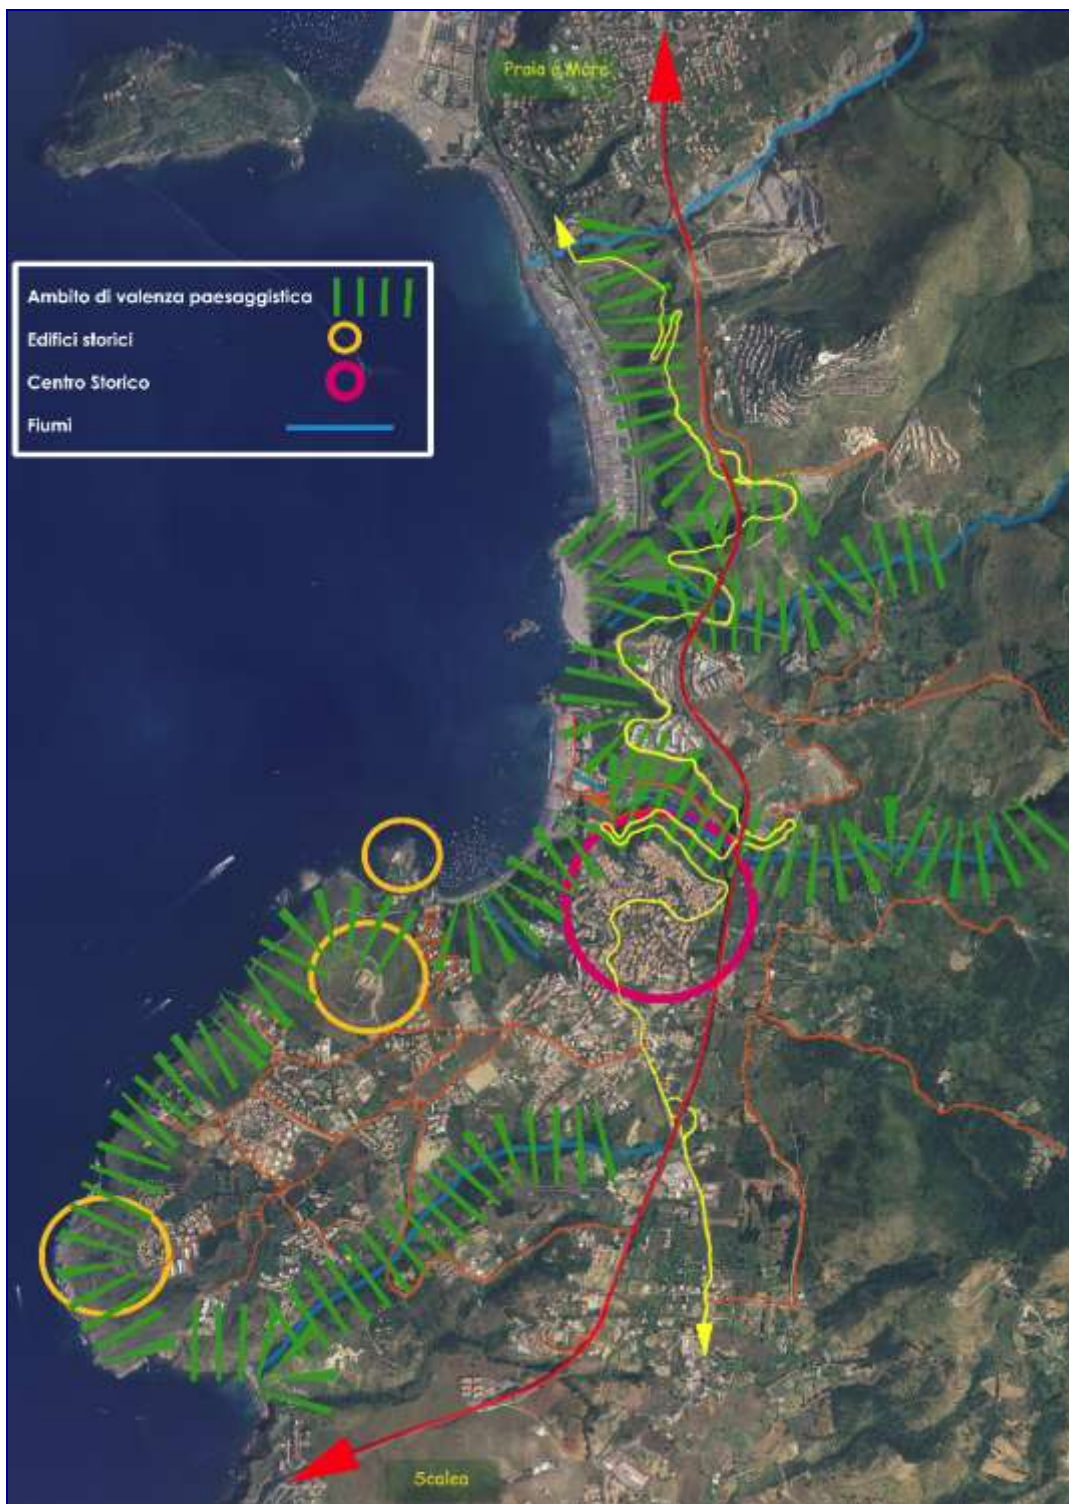 Praia a Mare
Ambito di valenza paesaggistica
Edifici storici
Centro Storico
Fiumi
Scalea